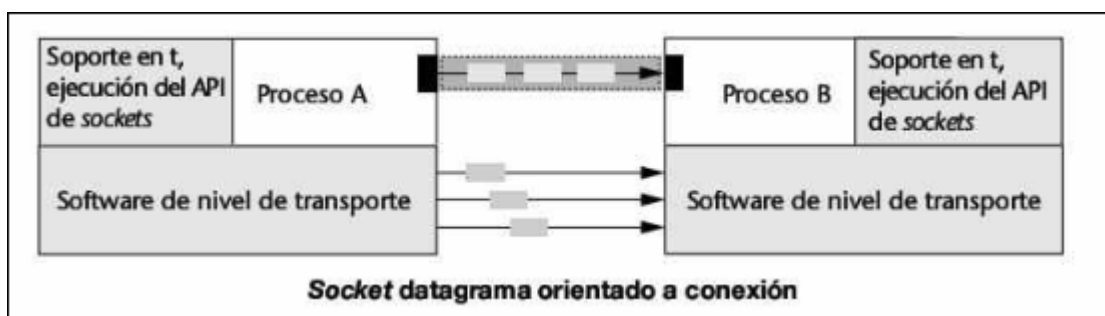 Soporte en t,
ejecución del API
de sockets
Proceso A
Proceso B
Soporte en t,
ejecución del API
de sockets
Software de nivel de transporte
Software de nivel de transporte
Socket datagrama orientado a conexión